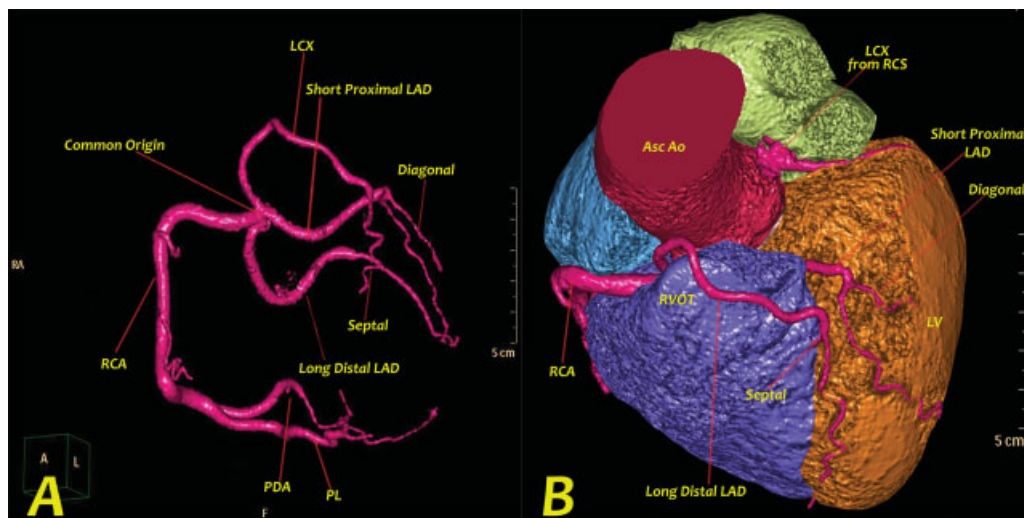 LCX
Short Proximal LAD
Common Origin
Diagonal
RA
Septal
5 cm
RCA
Long Distal LAD
A
L
PDA
PL
F
A
LCX
from RCS
Asc Ao
Short Proximal
LAD
Diagonal
RVOT
LV
RCA
Septal
5 cm
Long Distal LAD
B